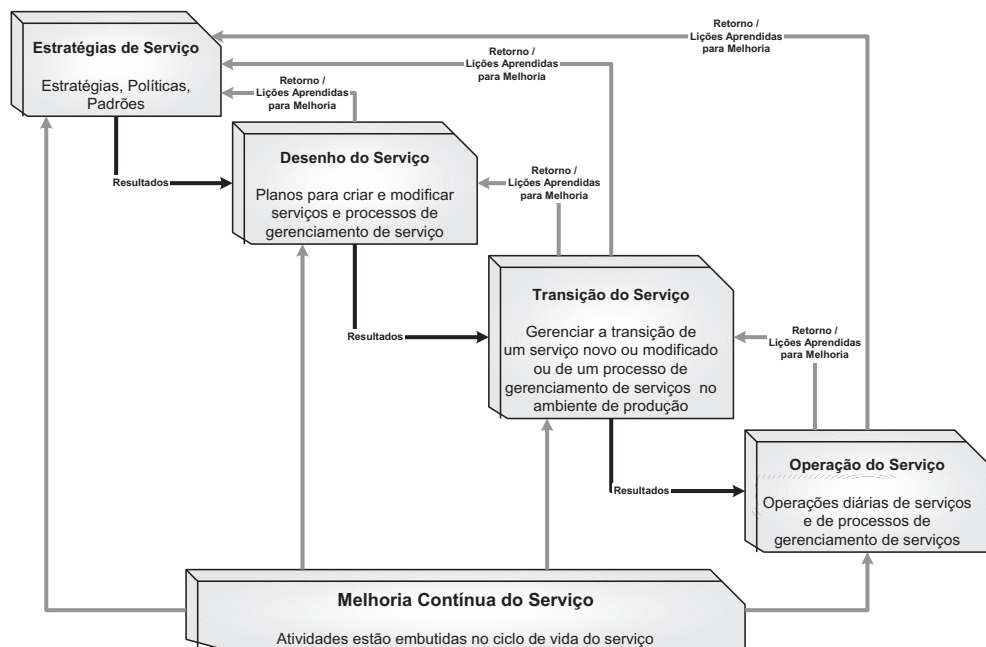 Estratégias de Serviço
Estratégias, Políticas,
Padrões
Retorno /
Lições Aprendidas
para Melhoria
Retorno /
Lições Aprendidas
para Melhoria
Retorno /
Lições Aprendidas
para Melhoria
Resultados
Desenho do Serviço
Planos para criar e modificar
serviços e processos de
gerenciamento de serviço
Retorno /
Lições Aprendidas
para Melhoria
Resultados
Transição do Serviço
Gerenciar a transição de
um serviço novo ou modificado
ou de um processo de
gerenciamento de serviços no
ambiente de produção
Retorno /
Lições Aprendidas
para Melhoria
Resultados
Operação do Serviço
Operações diárias de serviços
e de processos de
gerenciamento de serviços
Melhoria Contínua do Serviço
Atividades estão embutidas no ciclo de vida do serviço